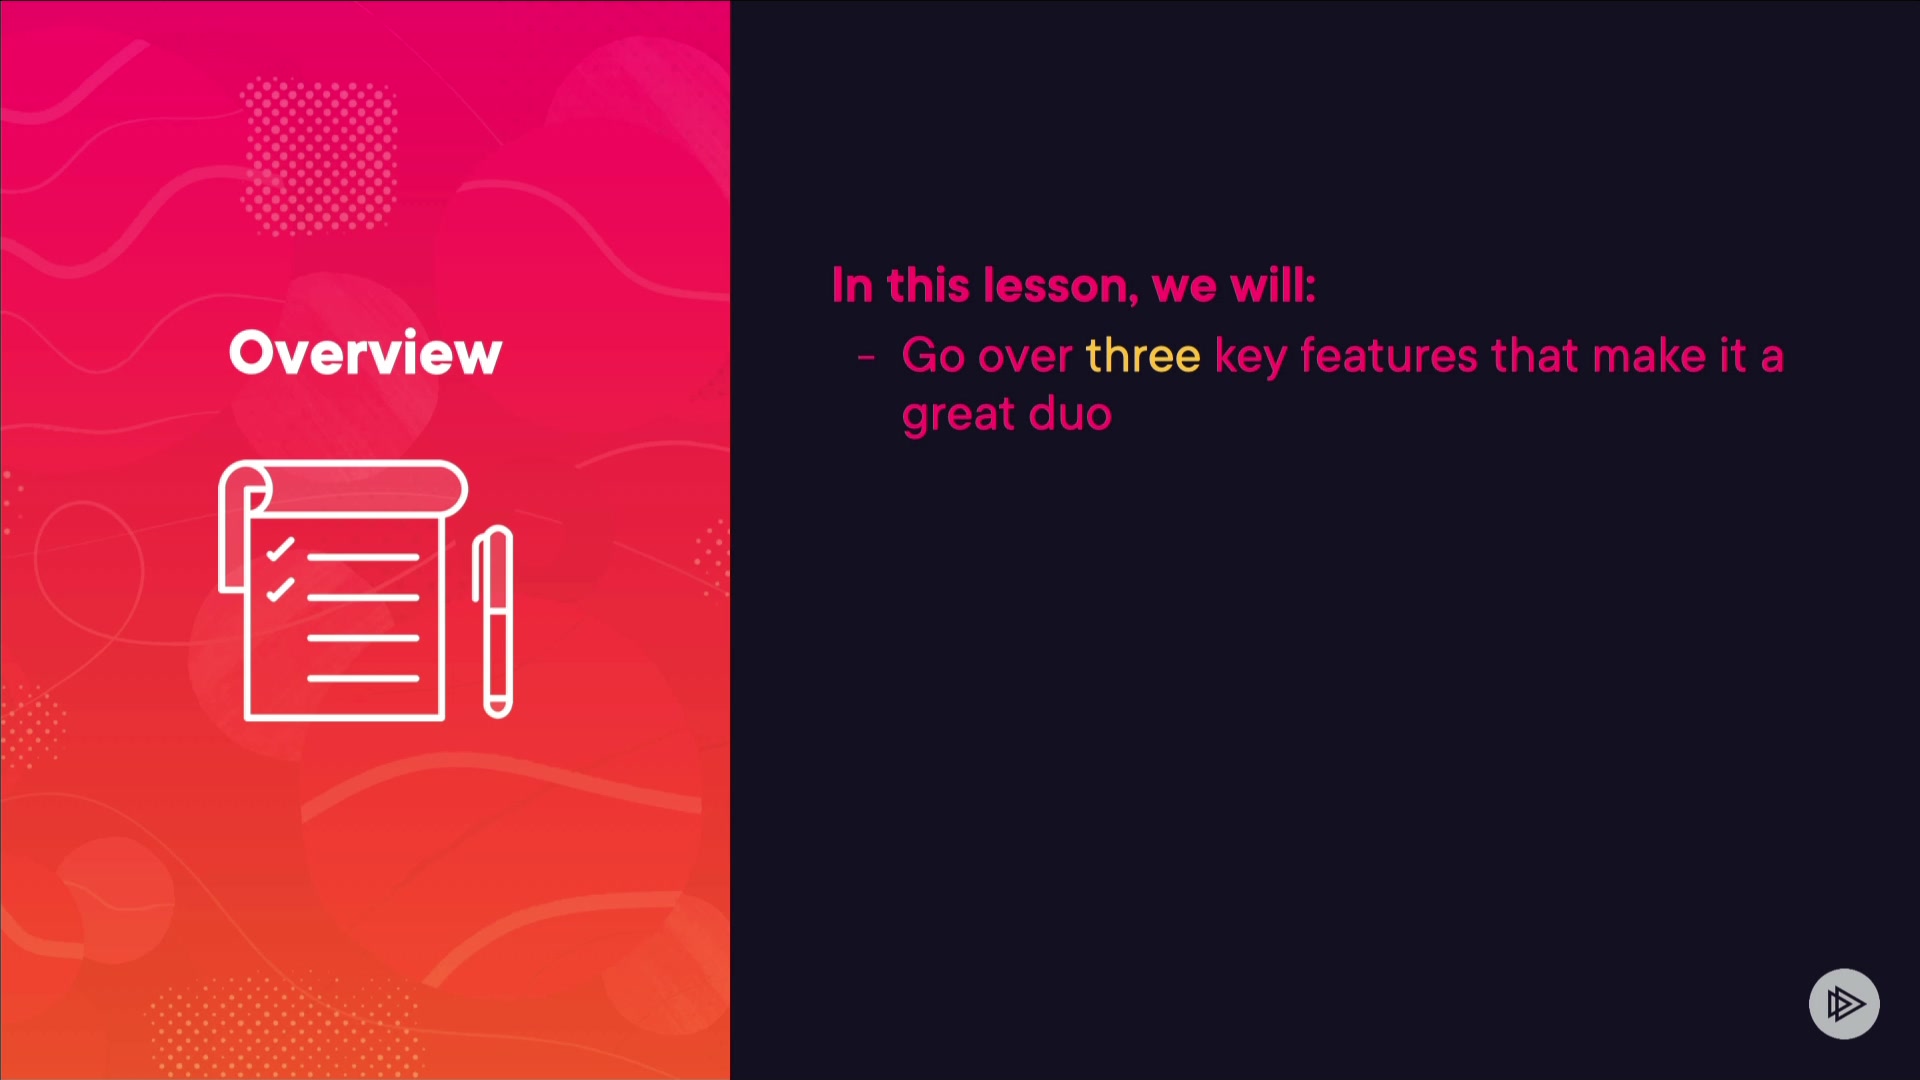 Overview
In this lesson, we will:
- Go over three key features that make it a
great duo